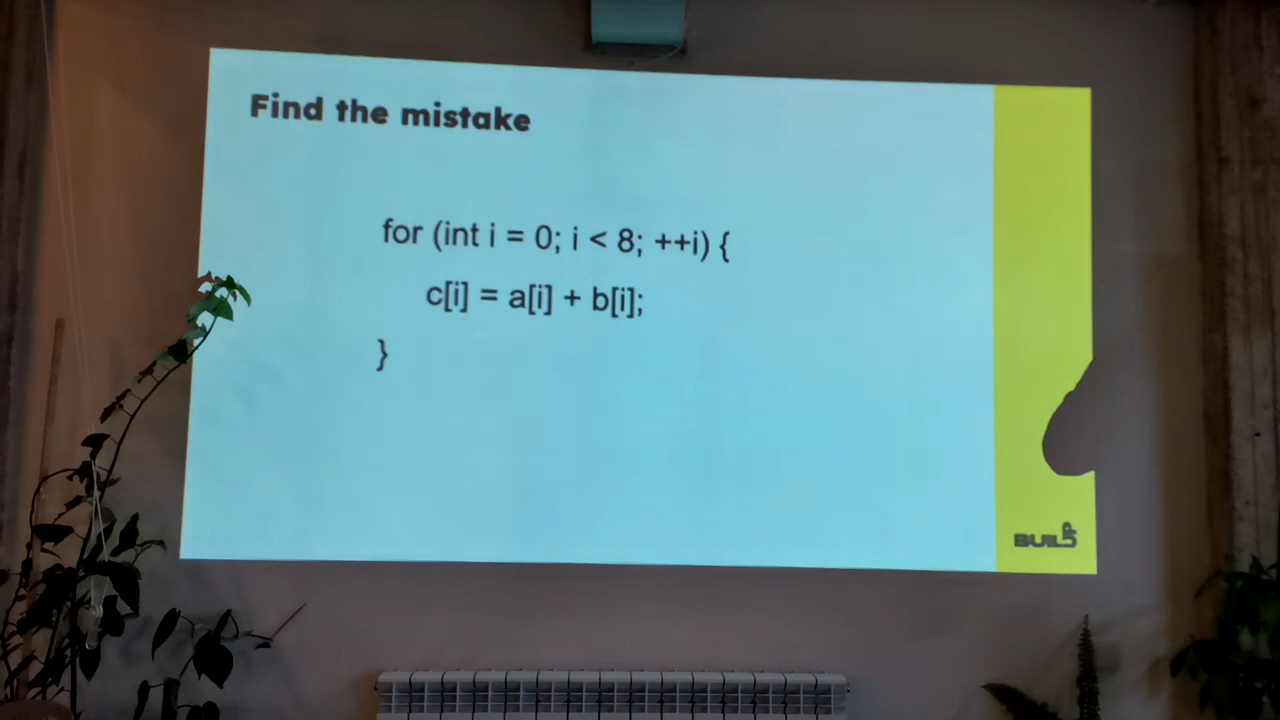 Find the mistake
for (int i = 0; i < 8; ++i) {
c[i] = a[i] + b[i];
}